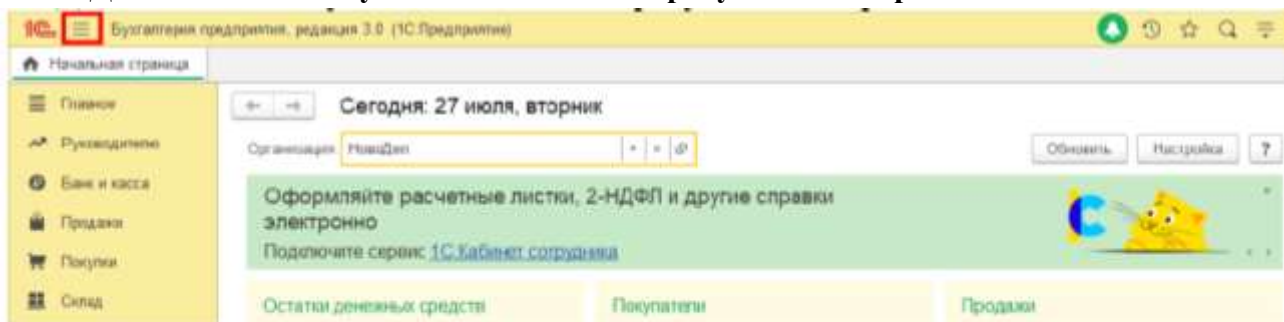 1С Бухгалтерия предприятия, редакция 3.0 (1С:Предприятие)
Начальная страница
Главное
Руководителю
Банк и касса
Продажи
Покупки
Склад
Сегодня: 27 июля, вторник
Организация: НовоДел
Обновить Настройка ?
Оформляйте расчетные листки, 2-НДФЛ и другие справки
электронно
Подключите сервис 1С:Кабинет сотрудника
Остатки денежных средств Покупатели Продажи